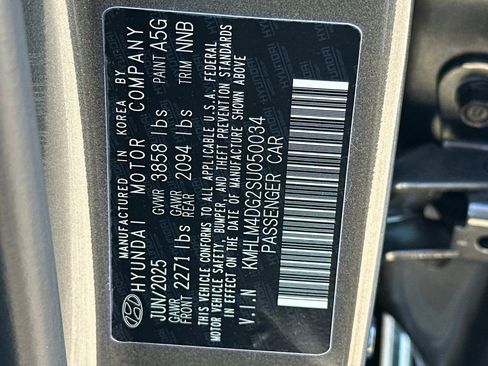 MANUFACTURED IN KOREA BY
HYUNDAI MOTOR COMPANY
JUN/2025 GVWR 3858 lbs PAINT A5G
GAWR FRONT 2271 lbs GAWR REAR 2094 lbs TRIM NNB
THIS VEHICLE CONFORMS TO ALL APPLICABLE U.S.A. FEDERAL
MOTOR VEHICLE SAFETY, BUMPER, AND THEFT PREVENTION STANDARDS
IN EFFECT ON THE DATE OF MANUFACTURE SHOWN ABOVE
V.I.N KMHLM4DG2SU050034
PASSENGER CAR